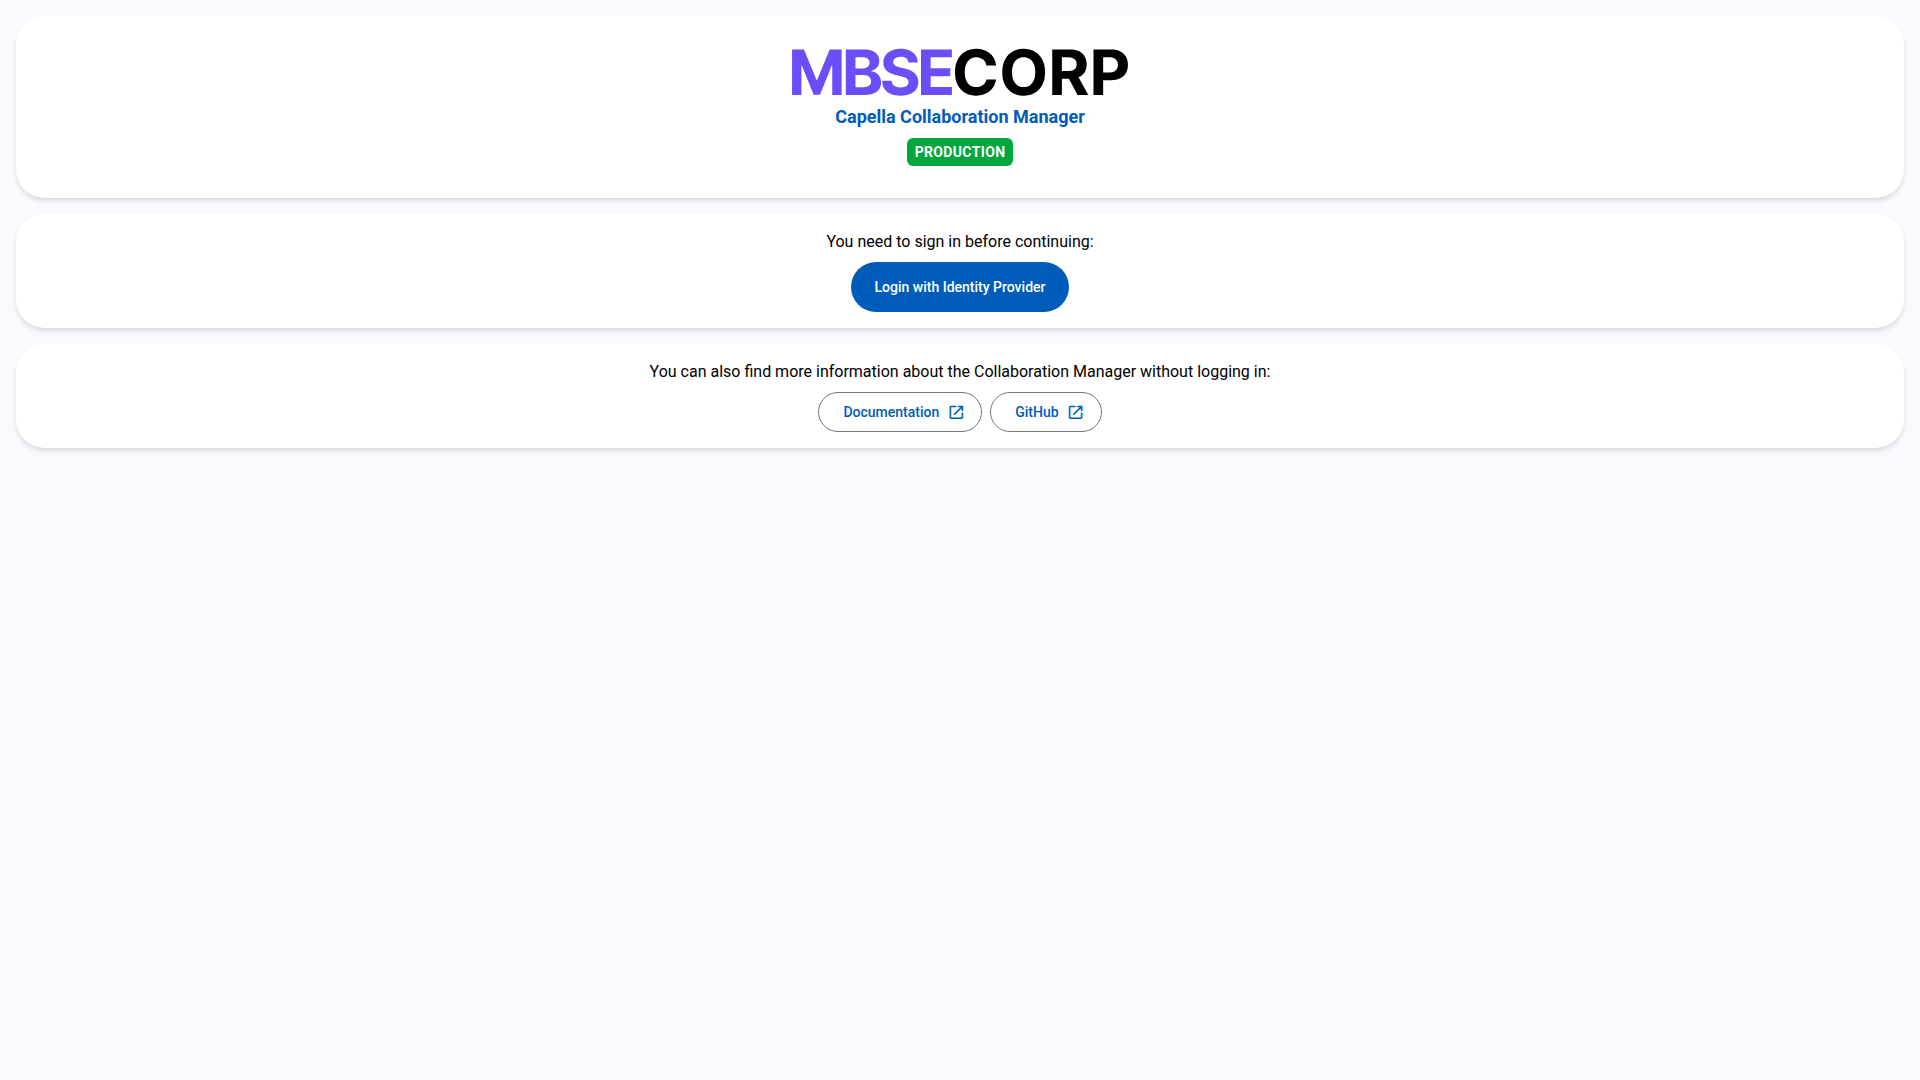 MBSECORP
Capella Collaboration Manager
PRODUCTION
You need to sign in before continuing:
Login with Identity Provider
You can also find more information about the Collaboration Manager without logging in:
Documentation
GitHub